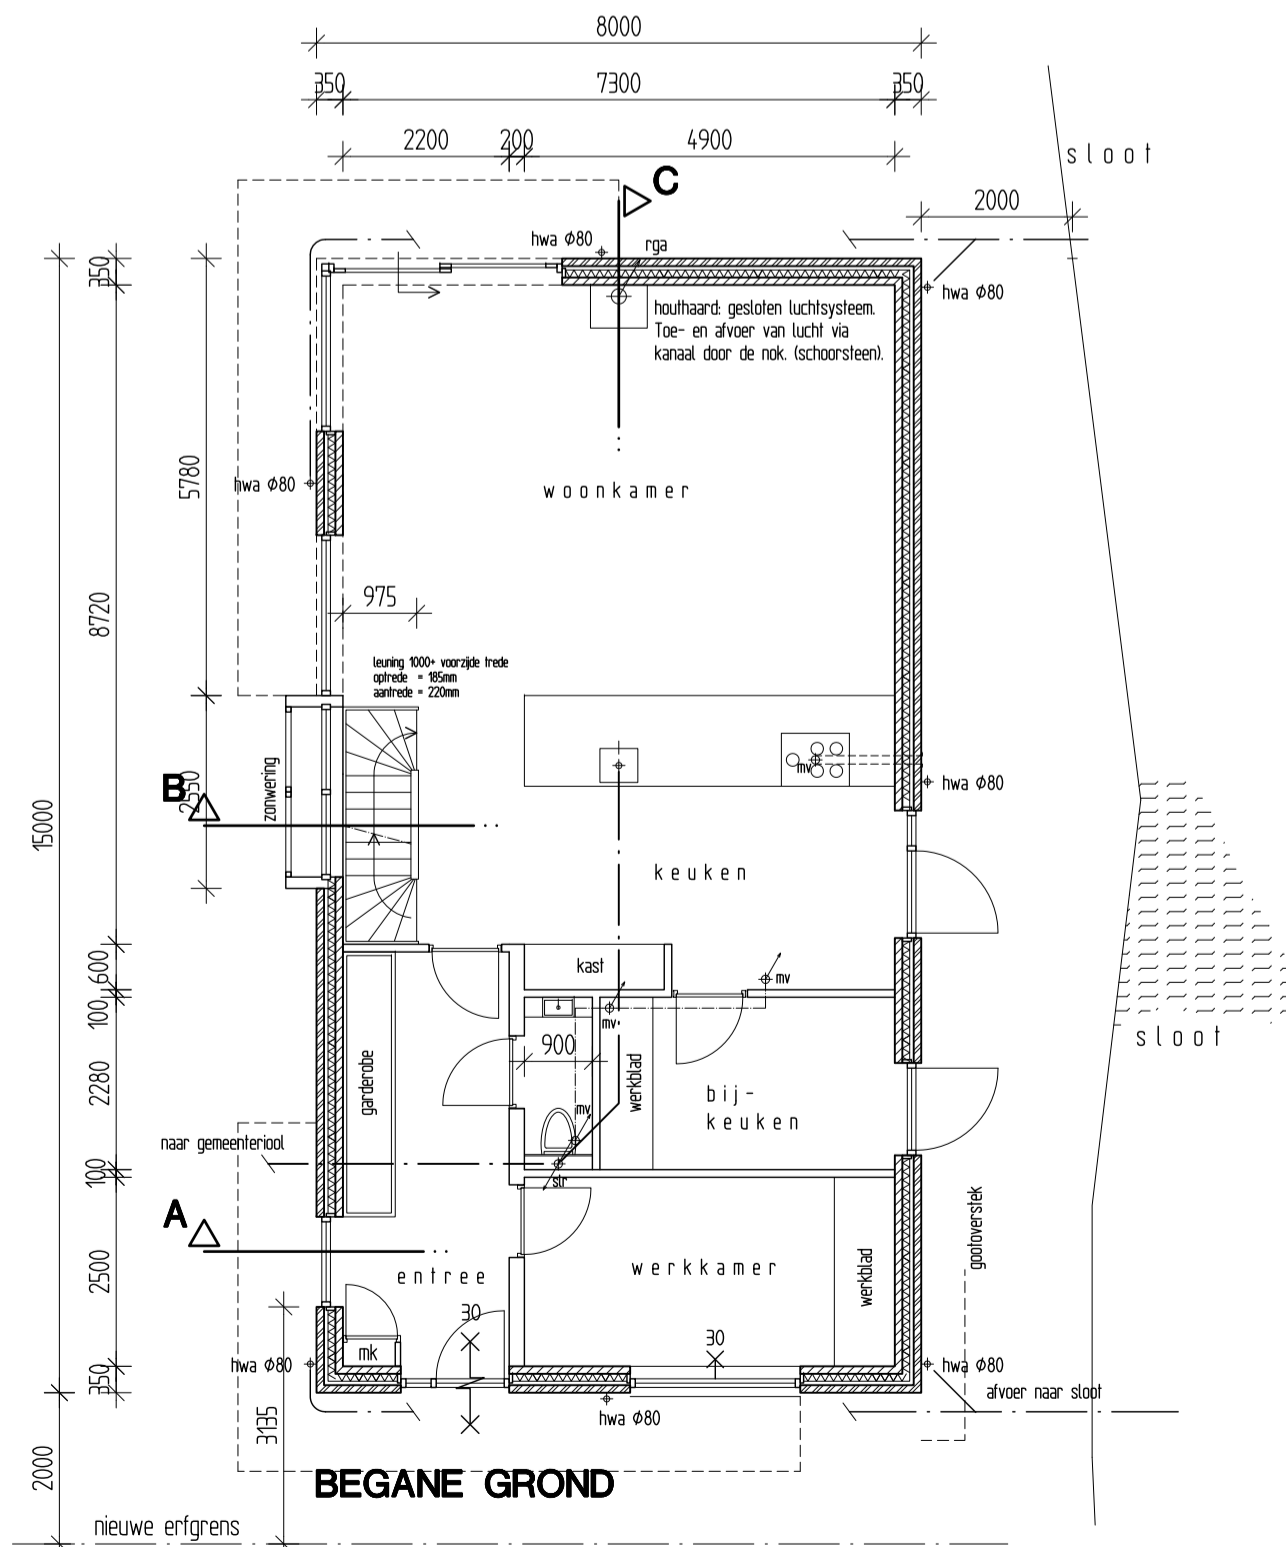 8000
350
7300
350
2200
200
4900
sloot
C
2000
hwa Ø80
rga
350
hwa Ø80
houthaard: gesloten luchtsysteem.
Toe- en afvoer van lucht via
kanaal door de nok. (schoorsteen).
5780
hwa Ø80
woonkamer
8720
975
leuning 1000+ voorzijde trede
optrede = 185mm
aantrede = 220mm
zonwering
mv
hwa Ø80
B
2550
15000
keuken
600
kast
mv
100
mv
sloot
900
garderobe
werkblad
2280
bij-
keuken
mv
naar gemeenteriool
100
str
A
gootoverstek
2500
entree
werkkamer
werkblad
30
30
mk
350
hwa Ø80
hwa Ø80
afvoer naar sloot
hwa Ø80
3135
2000
BEGANE GROND
nieuwe erfgrens